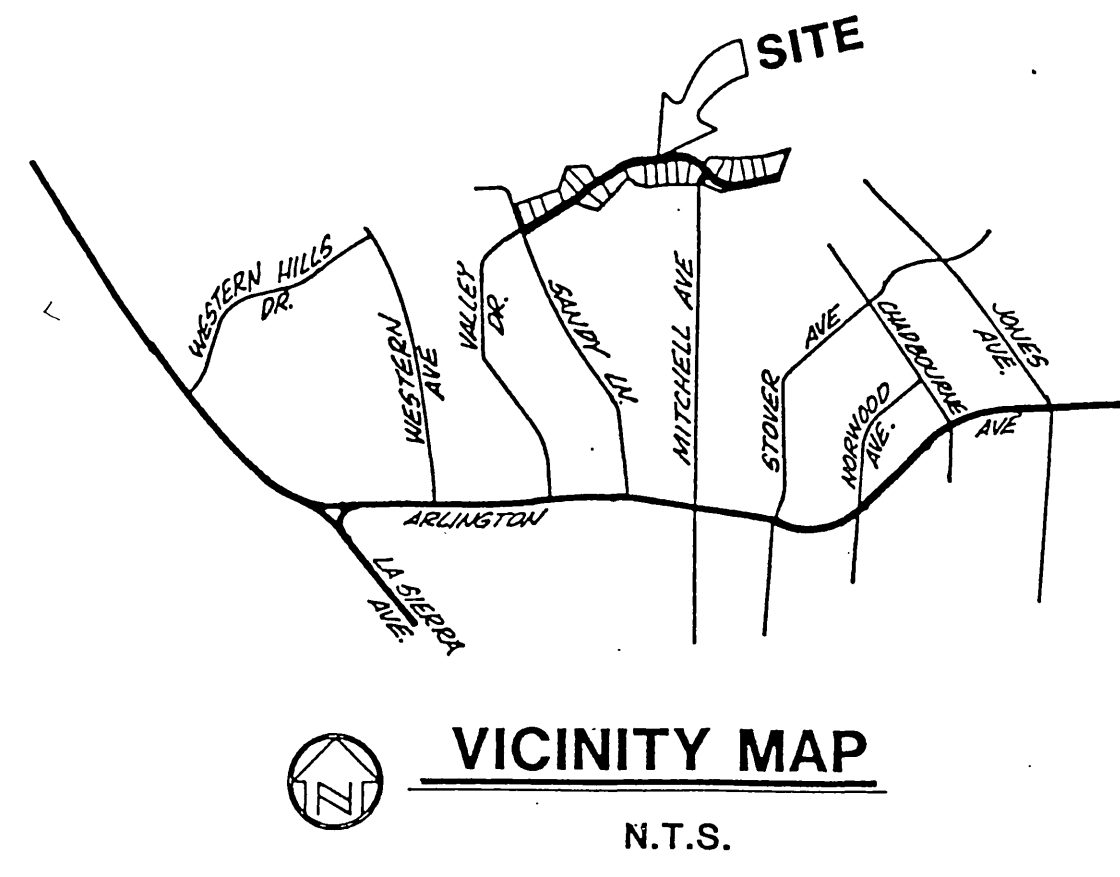 SITE
WESTERN HILLS
DR.
WESTERN
AVE
VALLEY
DR.
SANDY LN.
MITCHELL AVE
STOVER
AVE
NORWOOD
AVE.
CHADBOURNE
JONES
AVE.
ARLINGTON
AVE
LA SIERRA
AVE.
VICINITY MAP
N
N.T.S.